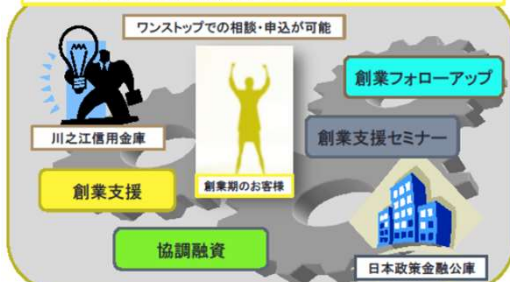 ワンストップでの相談・申込が可能
創業フォローアップ
川之江信用金庫
創業支援セミナー
創業支援
創業期のお客様
協調融資
日本政策金融公庫